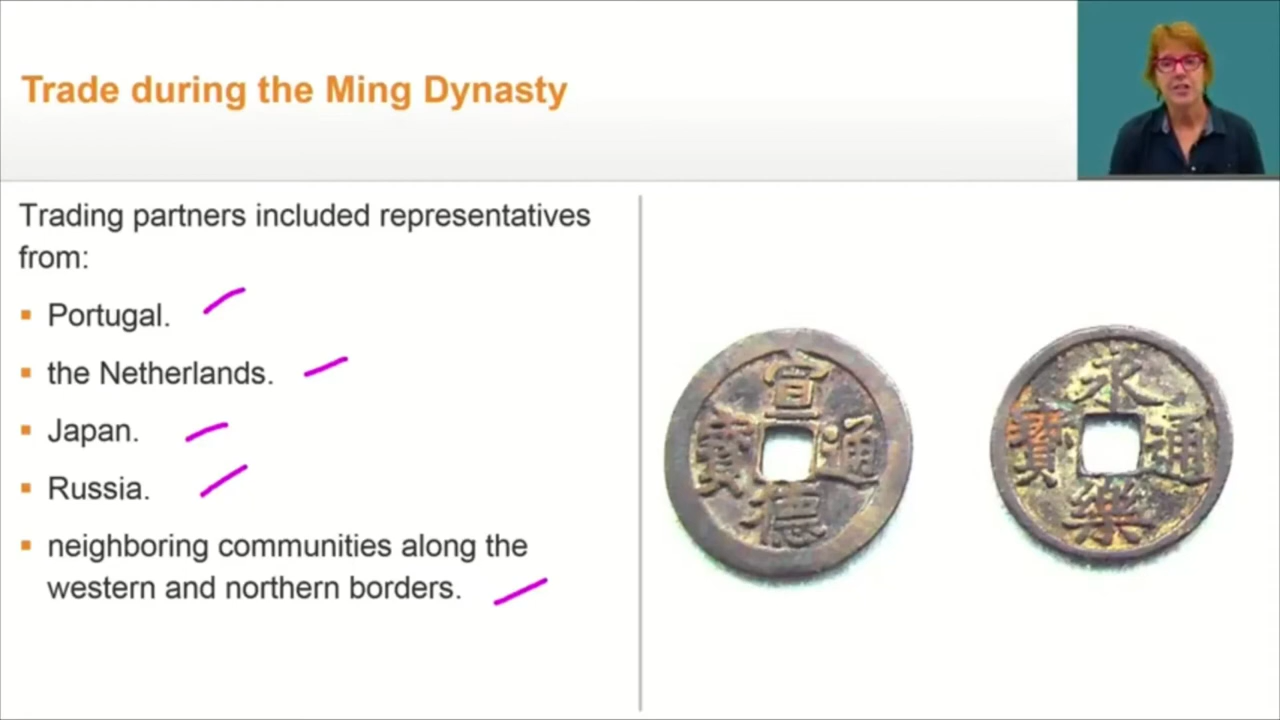 Trade during the Ming Dynasty
Trading partners included representatives
from:
▪ Portugal.
▪ the Netherlands.
▪ Japan.
▪ Russia.
▪ neighboring communities along the
western and northern borders.
宣德通寶
永樂通寶